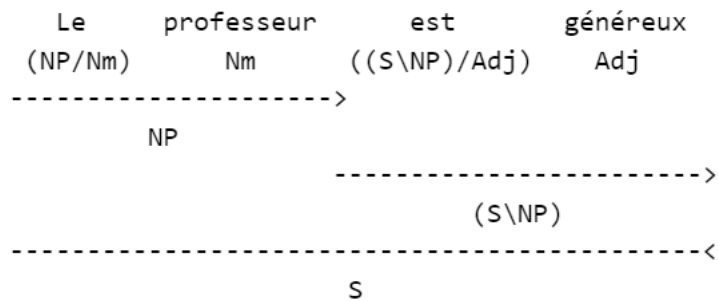 Le professeur est généreux
(NP/Nm) Nm ((S\NP)/Adj) Adj
--------------------->
NP
------------------------>
(S\NP)
---------------------------------------------<
S